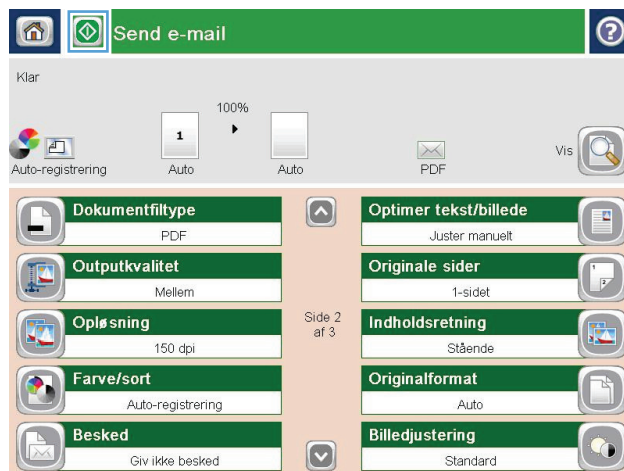 Send e-mail
Klar
100%
1
Vis
Auto-registrering
Auto
Auto
PDF
Dokumentfiltype
PDF
Outputkvalitet
Mellem
Opløsning
150 dpi
Farve/sort
Auto-registrering
Besked
Giv ikke besked
Side 2
af 3
Optimer tekst/billede
Juster manuelt
Originale sider
1-sidet
Indholdsretning
Stående
Originalformat
Auto
Billedjustering
Standard